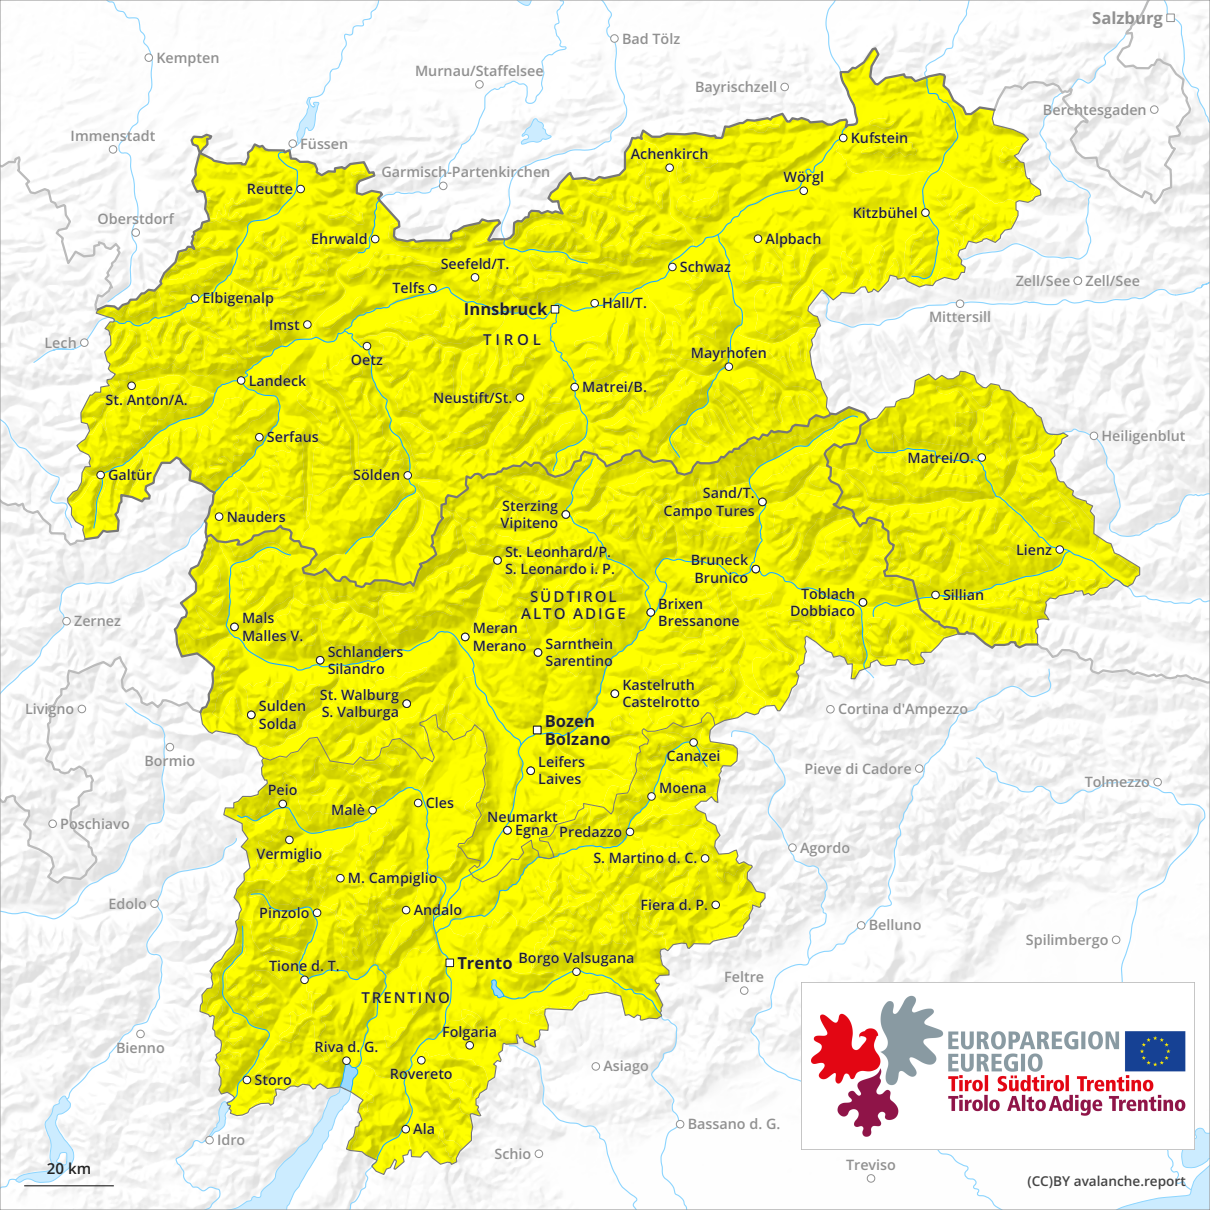 Salzburg
Bad Tölz
Kempten
Murnau/Staffelsee
Bayrischzell
Berchtesgaden
Immenstadt
Füssen
Kufstein
Achenkirch
Garmisch-Partenkirchen
Wörgl
Reutte
Oberstdorf
Kitzbühel
Ehrwald
Alpbach
Seefeld/T.
Schwaz
Zell/See
Zell/See
Telfs
Elbigenalp
Hall/T.
Innsbruck
Mittersill
Imst
TIROL
Lech
Oetz
Mayrhofen
Landeck
Matrei/B.
St. Anton/A.
Neustift/St.
Serfaus
Heiligenblut
Matrei/O.
Galtür
Sölden
Sand/T.
Campo Tures
Sterzing
Vipiteno
Nauders
St. Leonhard/P.
S. Leonardo i. P.
Lienz
Bruneck
Brunico
SÜDTIROL
ALTO ADIGE
Toblach
Dobbiaco
Sillian
Brixen
Bressanone
Zernez
Mals
Malles V.
Meran
Merano
Sarnthein
Sarentino
Schlanders
Silandro
Kastelruth
Castelrotto
St. Walburg
S. Valburga
Livigno
Sulden
Solda
Cortina d'Ampezzo
Bozen
Bolzano
Canazei
Bormio
Leifers
Laives
Pieve di Cadore
Tolmezzo
Peio
Moena
Malè
Cles
Neumarkt
Egna
Predazzo
Poschiavo
Agordo
Vermiglio
S. Martino d. C.
M. Campiglio
Edolo
Pinzolo
Andalo
Fiera d. P.
Belluno
Spilimbergo
Trento
Borgo Valsugana
Tione d. T.
Feltre
TRENTINO
Folgaria
Bienno
Riva d. G.
EUROPAREGION
EUREGIO
Tirol Südtirol Trentino
Tirolo Alto Adige Trentino
Rovereto
Asiago
Storo
Ala
Bassano d. G.
Idro
Schio
Treviso
20 km
(CC)BY avalanche.report